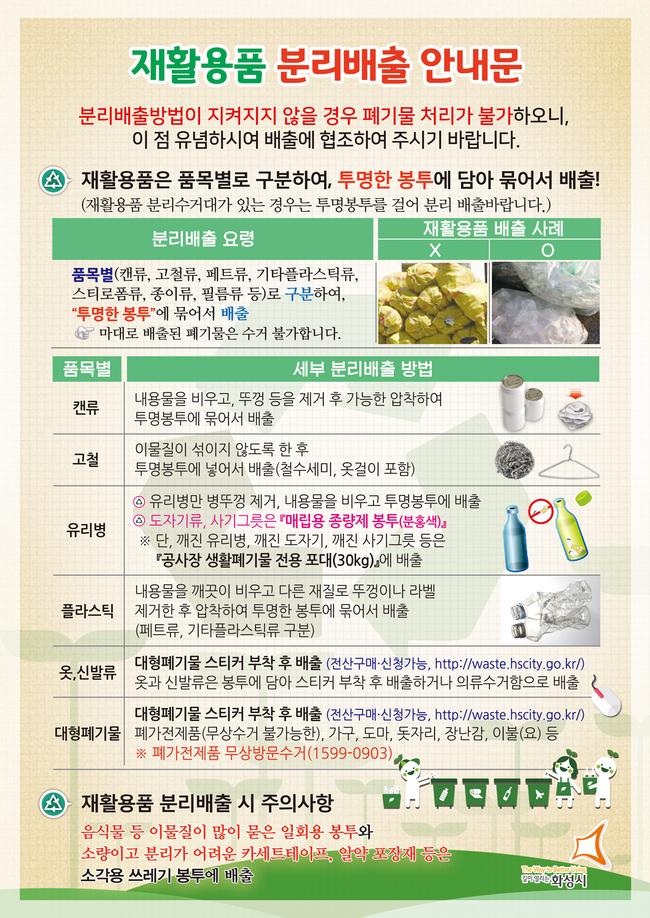 재활용품 분리배출 안내문
분리배출방법이 지켜지지 않을 경우 폐기물 처리가 불가하오니,
이 점 유념하시여 배출에 협조하여 주시기 바랍니다.
재활용품은 품목별로 구분하여, 투명한 봉투에 담아 묶어서 배출!
(재활용품 분리수거대가 있는 경우는 투명봉투를 걸어 분리 배출바랍니다.)
분리배출 요령
재활용품 배출 사례
X O
품목별(캔류, 고철류, 페트류, 기타플라스틱류,
스티로폼류, 종이류, 필름류 등)로 구분하여,
“투명한 봉투”에 묶어서 배출
마대로 배출된 폐기물은 수거 불가합니다.
품목별 세부 분리배출 방법
캔류
내용물을 비우고, 뚜껑 등을 제거 후 가능한 압착하여
투명봉투에 묶어서 배출
고철
이물질이 섞이지 않도록 한 후
투명봉투에 넣어서 배출(철수세미, 옷걸이 포함)
유리병
유리병만 병뚜껑 제거, 내용물을 비우고 투명봉투에 배출
도자기류, 사기그릇은 『매립용 종량제 봉투(분홍색)』
※ 단, 깨진 유리병, 깨진 도자기, 깨진 사기그릇 등은
『공사장 생활폐기물 전용 포대(30kg)』에 배출
플라스틱
내용물을 깨끗이 비우고 다른 재질로 뚜껑이나 라벨
제거한 후 압착하여 투명한 봉투에 묶어서 배출
(페트류, 기타플라스틱류 구분)
옷,신발류
대형폐기물 스티커 부착 후 배출 (전산구매·신청가능, http://waste.hscity.go.kr/)
옷과 신발류은 봉투에 담아 스티커 부착 후 배출하거나 의류수거함으로 배출
대형폐기물
대형폐기물 스티커 부착 후 배출 (전산구매·신청가능, http://waste.hscity.go.kr/)
폐가전제품(무상수거 불가능한), 가구, 도마, 돗자리, 장난감, 이불(요) 등
※ 폐가전제품 무상방문수거(1599-0903)
재활용품 분리배출 시 주의사항
음식물 등 이물질이 많이 묻은 일회용 봉투와
소량이고 분리가 어려운 카세트테이프, 알약 포장재 등은
소각용 쓰레기 봉투에 배출
The Way to Better Living
길이 열리는 화성시